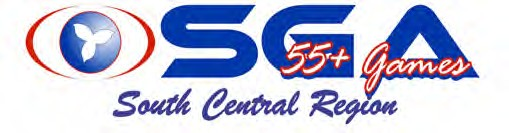 OSGA
55+ Games
South Central Region